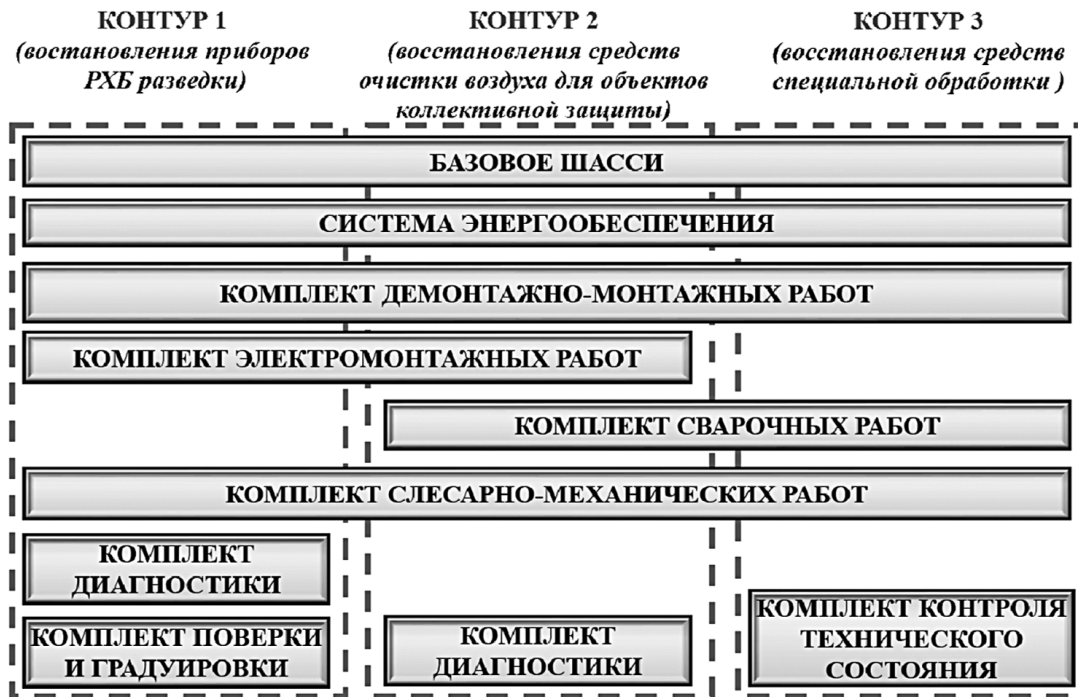 КОНТУР 1
(востановления приборов
РХБ разведки)
КОНТУР 2
(восстановления средств
очистки воздуха для объектов
коллективной защиты)
КОНТУР 3
(восстановления средств
специальной обработки )
БАЗОВОЕ ШАССИ
СИСТЕМА ЭНЕРГООБЕСПЕЧЕНИЯ
КОМПЛЕКТ ДЕМОНТАЖНО-МОНТАЖНЫХ РАБОТ
КОМПЛЕКТ ЭЛЕКТРОМОНТАЖНЫХ РАБОТ
КОМПЛЕКТ СВАРОЧНЫХ РАБОТ
КОМПЛЕКТ СЛЕСАРНО-МЕХАНИЧЕСКИХ РАБОТ
КОМПЛЕКТ
ДИАГНОСТИКИ
КОМПЛЕКТ ПОВЕРКИ
И ГРАДУИРОВКИ
КОМПЛЕКТ
ДИАГНОСТИКИ
КОМПЛЕКТ КОНТРОЛЯ
ТЕХНИЧЕСКОГО
СОСТОЯНИЯ